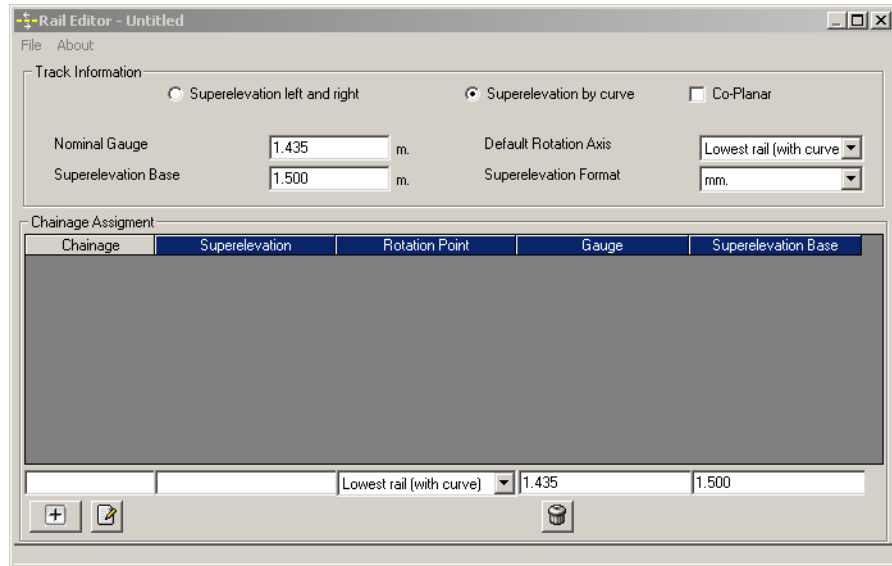 Rail Editor - Untitled
File About
Track Information
Superelevation left and right Superelevation by curve Co-Planar
Nominal Gauge 1.435 m. Default Rotation Axis Lowest rail (with curve
Superelevation Base 1.500 m. Superelevation Format mm.
Chainage Assigment
Chainage Superelevation Rotation Point Gauge Superelevation Base
Lowest rail (with curve) 1.435 1.500